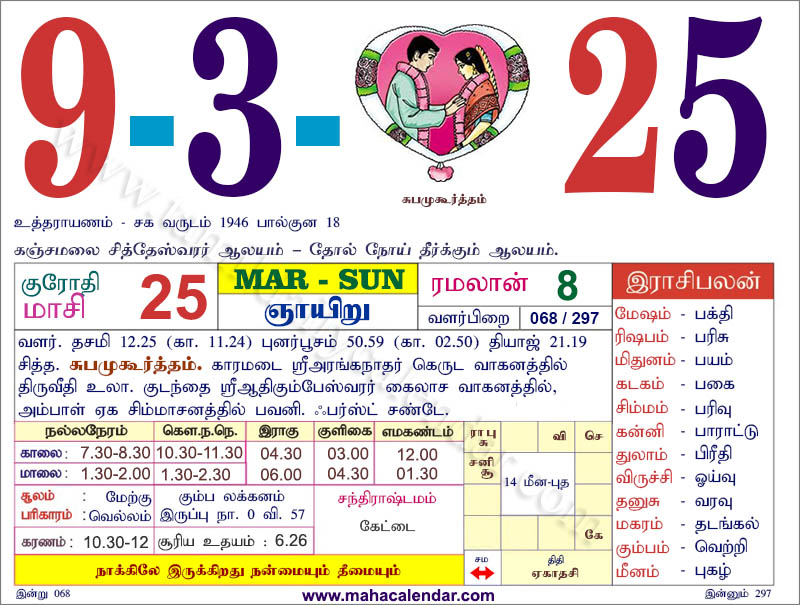 9-3- 25
சுபமுகூர்த்தம்
உத்தராயணம் - சக வருடம் 1946 பால்குன 18
கஞ்சமலை சித்தேஸ்வரர் ஆலயம் – தோல் நோய் தீர்க்கும் ஆலயம்.
குரோதி
மாசி 25
MAR - SUN
ஞாயிறு
ரமலான் 8
வளர்பிறை 068 / 297
வளர். தசமி 12.25 (கா. 11.24) புனர்பூசம் 50.59 (கா. 02.50) தியாஜ் 21.19
சித்த. சுபமுகூர்த்தம். காரமடை ஸ்ரீஅரங்கநாதர் கெருட வாகனத்தில்
திருவீதி உலா. குடந்தை ஸ்ரீஆதிகும்பேஸ்வரர் கைலாச வாகனத்தில்,
அம்பாள் ஏக சிம்மாசனத்தில் பவனி. ஃபர்ஸ்ட் சண்டே.
நல்லநேரம் கௌ.ந.நெ. இராகு குளிகை எமகண்டம்
காலை: 7.30-8.30 10.30-11.30 04.30 03.00 12.00
மாலை: 1.30-2.00 1.30-2.30 06.00 04.30 01.30
சூலம் : மேற்கு
பரிகாரம் : வெல்லம்
கும்ப லக்கனம்
இருப்பு நா. 0 வி. 57
சந்திராஷ்டமம்
கேட்டை
கரணம்: 10.30-12 சூரிய உதயம் : 6.26
நாக்கிலே இருக்கிறது நன்மையும் தீமையும்
ரா பு
சு
வி செ
சனி
சூ
14 மீன-புத
கே
சம
திதி
ஏகாதசி
இராசிபலன்
மேஷம் - பக்தி
ரிஷபம் - பரிசு
மிதுனம் - பயம்
கடகம் - பகை
சிம்மம் - பரிவு
கன்னி - பாராட்டு
துலாம் - பிரீதி
விருச்சி - ஓய்வு
தனுசு - வரவு
மகரம் - தடங்கல்
கும்பம் - வெற்றி
மீனம் - புகழ்
இன்று 068
www.mahacalendar.com
இன்னும் 297